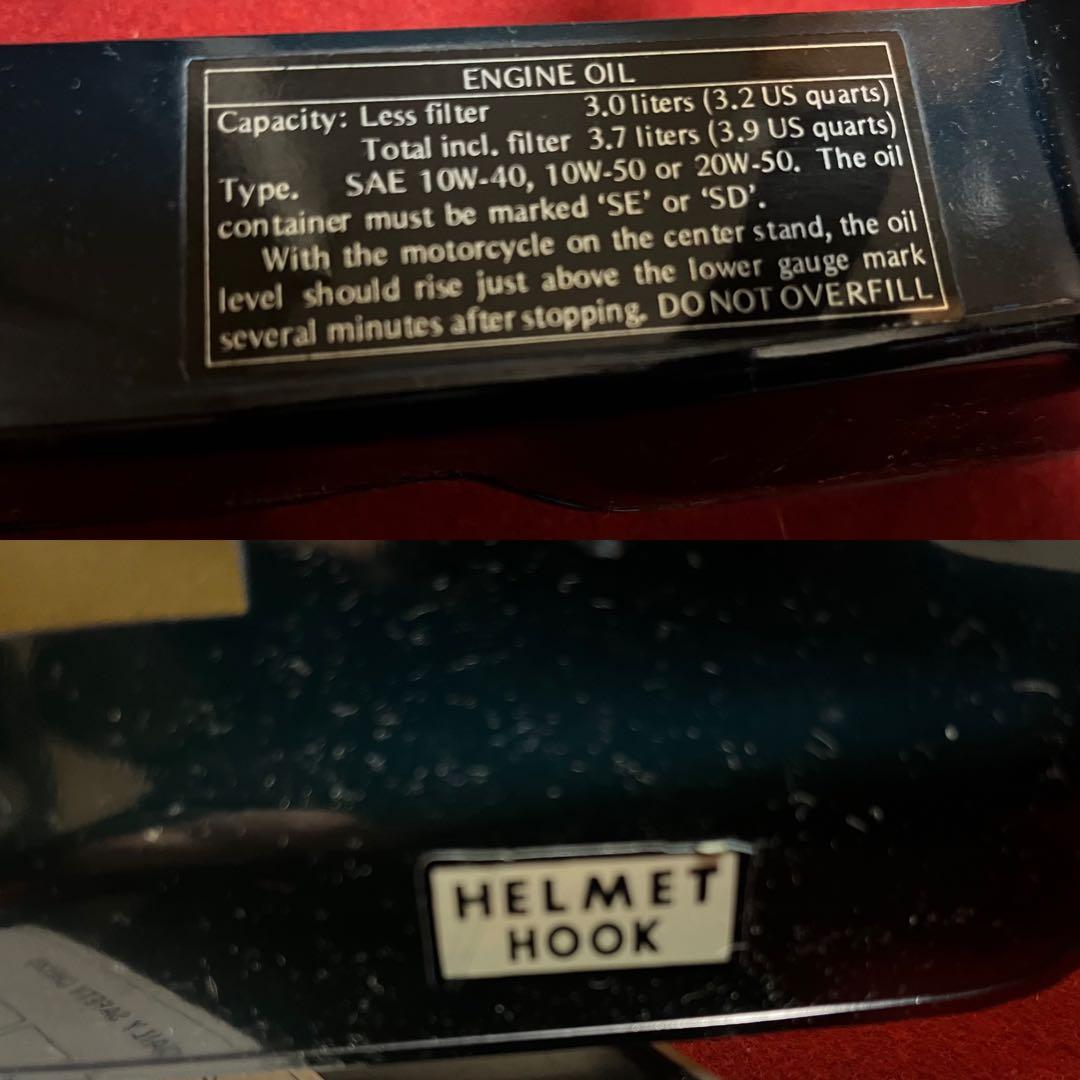 ENGINE OIL
Capacity: Less filter 3.0 liters (3.2 US quarts)
Total incl. filter 3.7 liters (3.9 US quarts)
Type. SAE 10W-40, 10W-50 or 20W-50. The oil
container must be marked ‘SE’ or ‘SD’.
With the motorcycle on the center stand, the oil
level should rise just above the lower gauge mark
several minutes after stopping. DO NOT OVERFILL
HELMET
HOOK